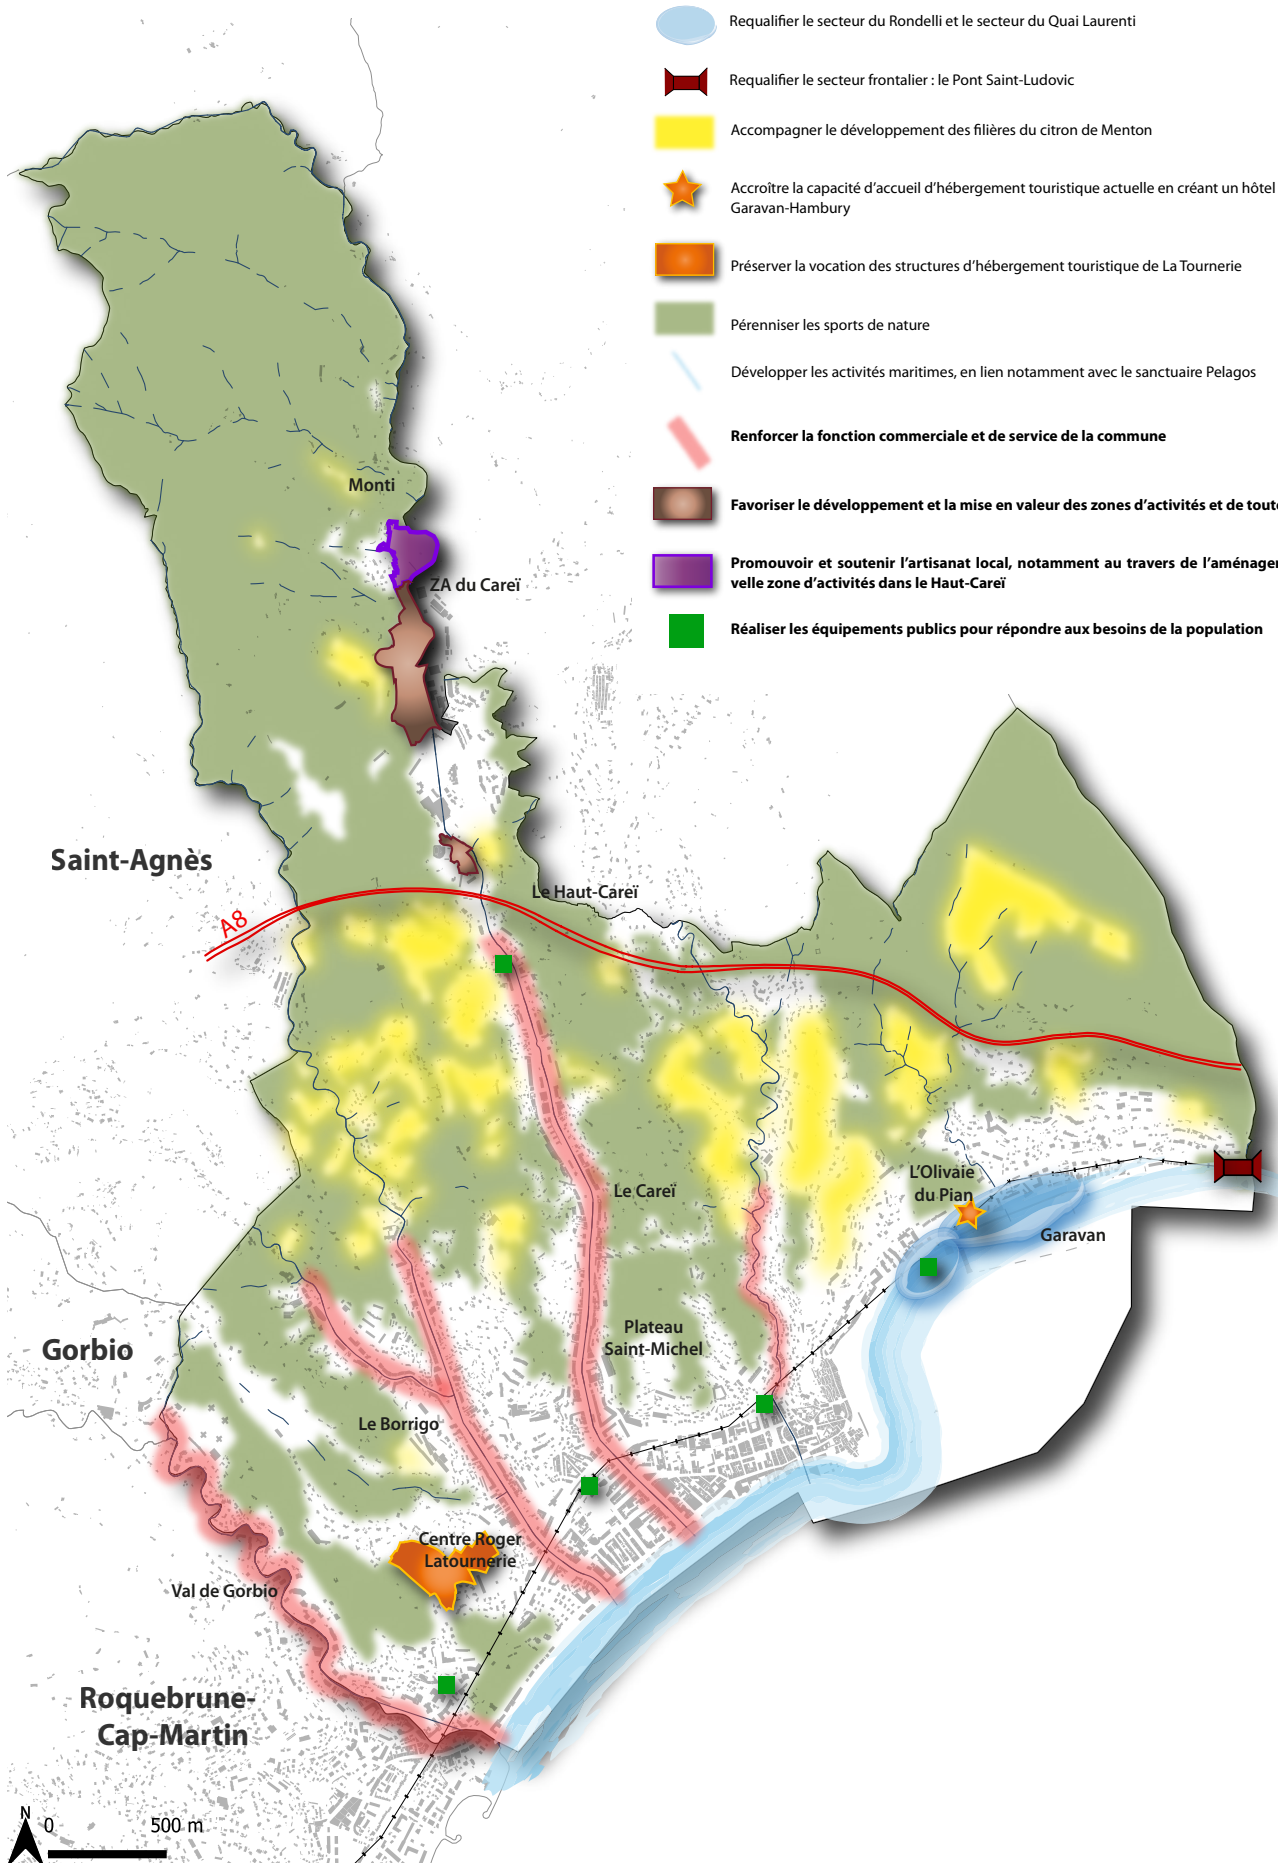 Requalifier le secteur du Rondelli et le secteur du Quai Laurenti
Requalifier le secteur frontalier : le Pont Saint-Ludovic
Accompagner le développement des filières du citron de Menton
Accroître la capacité d’accueil d’hébergement touristique actuelle en créant un hôtel
Garavan-Hambury
Préserver la vocation des structures d’hébergement touristique de La Tournerie
Pérenniser les sports de nature
Développer les activités maritimes, en lien notamment avec le sanctuaire Pelagos
Renforcer la fonction commerciale et de service de la commune
Favoriser le développement et la mise en valeur des zones d’activités et de toute
Promouvoir et soutenir l’artisanat local, notamment au travers de l’aménager
velle zone d’activités dans le Haut-Careï
Réaliser les équipements publics pour répondre aux besoins de la population
Monti
ZA du Careï
Saint-Agnès
Le Haut-Careï
A8
Le Careï
L’Olivaie
du Pian
Garavan
Plateau
Saint-Michel
Gorbio
Le Borrigo
Centre Roger
Latournerie
Val de Gorbio
Roquebrune-
Cap-Martin
N
0 500 m